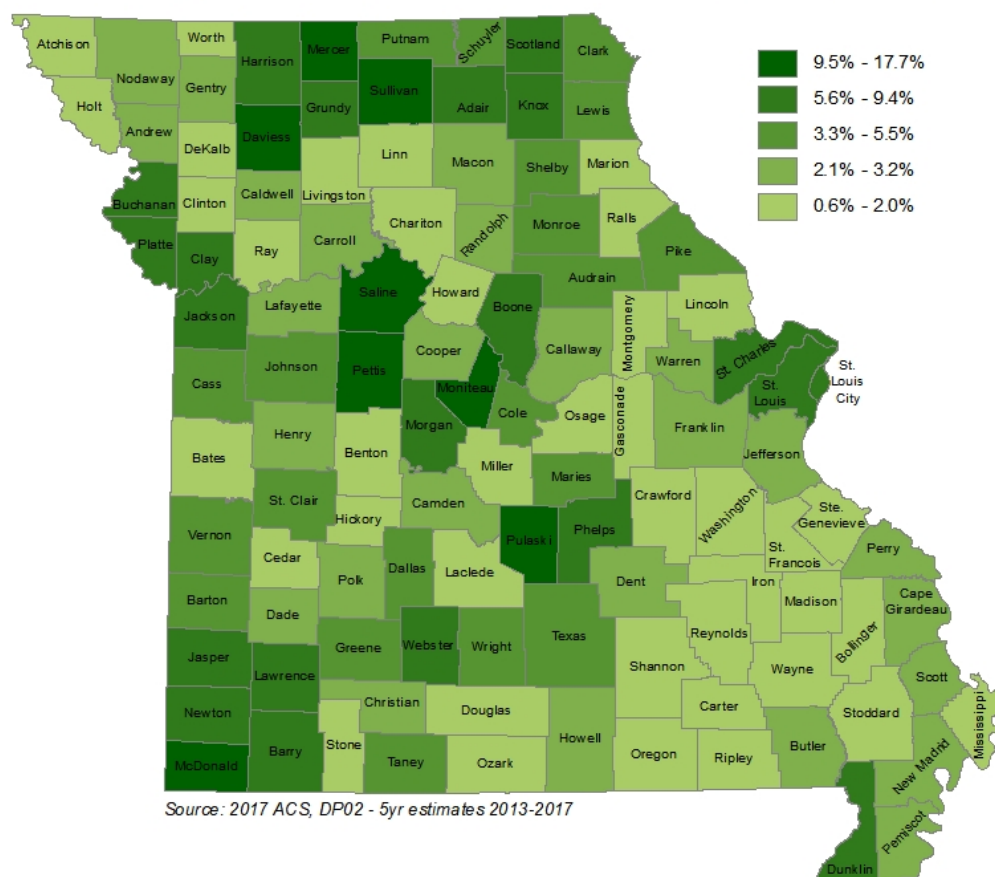 Atchison
Worth
Nodaway
Holt
Gentry
Andrew
DeKalb
Harrison
Mercer
Putnam
Schuyler
Scotland
Clark
Sullivan
Grundy
Adair
Knox
Lewis
Daviess
Linn
Macon
Shelby
Marion
Buchanan
Clinton
Caldwell
Livingston
Chariton
Randolph
Monroe
Ralls
Platte
Clay
Ray
Carroll
Pike
Audrain
Saline
Howard
Boone
Jackson
Lafayette
Lincoln
Montgomery
Callaway
Warren
St. Charles
Cooper
Cass
Johnson
Pettis
Moniteau
St.
Louis
St.
Louis
City
Morgan
Cole
Osage
Gasconade
Franklin
Jefferson
Bates
Henry
Benton
Miller
Maries
Crawford
Washington
Ste.
Genevieve
St. Clair
Camden
Hickory
Pulaski
Phelps
Vernon
St.
Francois
Perry
Cedar
Polk
Dallas
Laclede
Dent
Iron
Madison
Bollinger
Cape
Girardeau
Barton
Dade
Texas
Reynolds
Jasper
Lawrence
Greene
Webster
Wright
Shannon
Wayne
Scott
Newton
Christian
Douglas
Carter
Stoddard
Mississippi
Howell
McDonald
Barry
Stone
Taney
Ozark
Oregon
Ripley
Butler
New Madrid
Pemiscot
Dunklin
9.5% - 17.7%
5.6% - 9.4%
3.3% - 5.5%
2.1% - 3.2%
0.6% - 2.0%
Source: 2017 ACS, DP02 - 5yr estimates 2013-2017